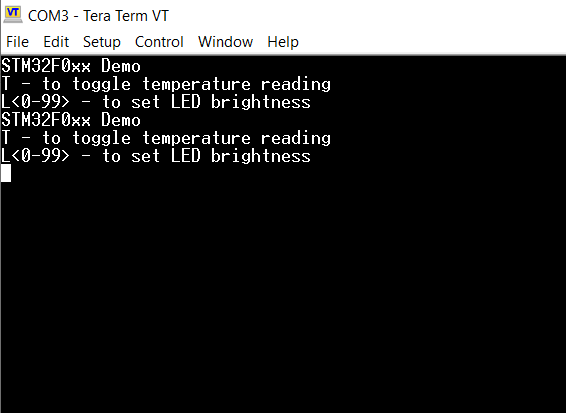 VT COM3 - Tera Term VT
File Edit Setup Control Window Help
STM32F0xx Demo
T - to toggle temperature reading
L<0-99> - to set LED brightness
STM32F0xx Demo
T - to toggle temperature reading
L<0-99> - to set LED brightness